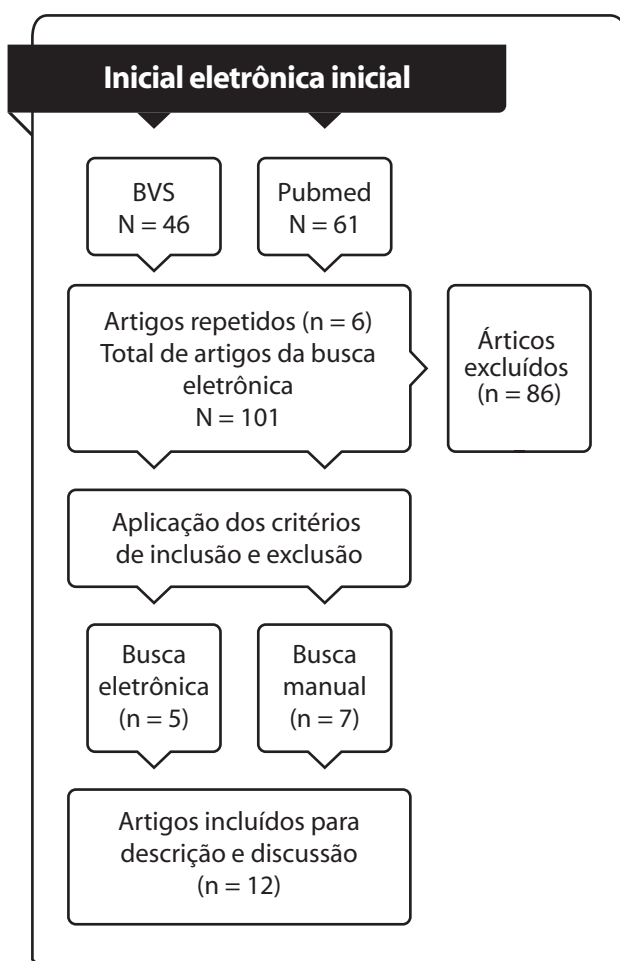 Inicial eletrônica inicial
BVS
N = 46
Pubmed
N = 61
Artigos repetidos (n = 6)
Total de artigos da busca
eletrônica
N = 101
Árticos
excluídos
(n = 86)
Aplicação dos critérios
de inclusão e exclusão
Busca
eletrônica
(n = 5)
Busca
manual
(n = 7)
Artigos incluídos para
descrição e discussão
(n = 12)